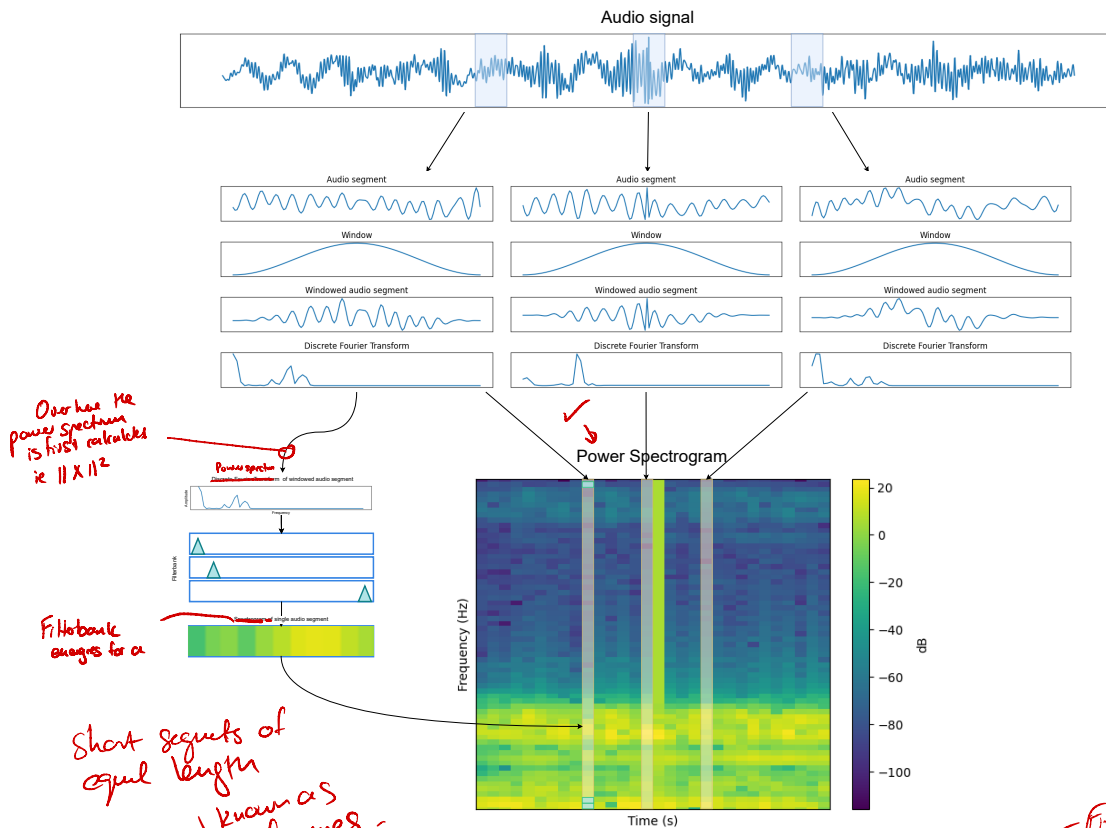 Audio signal
Audio segment
Audio segment
Audio segment
Window
Window
Window
Windowed audio segment
Windowed audio segment
Windowed audio segment
Discrete Fourier Transform
Discrete Fourier Transform
Discrete Fourier Transform
Over here the
power spectrum
is first calculated
ie || X ||²
Power spectrum
of windowed audio segment
Amplitude
Frequency
Filterbank
of single audio segment
Filterbank
energies for a
Short segments of
equal length
known as
Power Spectrogram
Frequency (Hz)
Time (s)
20
0
−20
−40
−60
−80
−100
dB